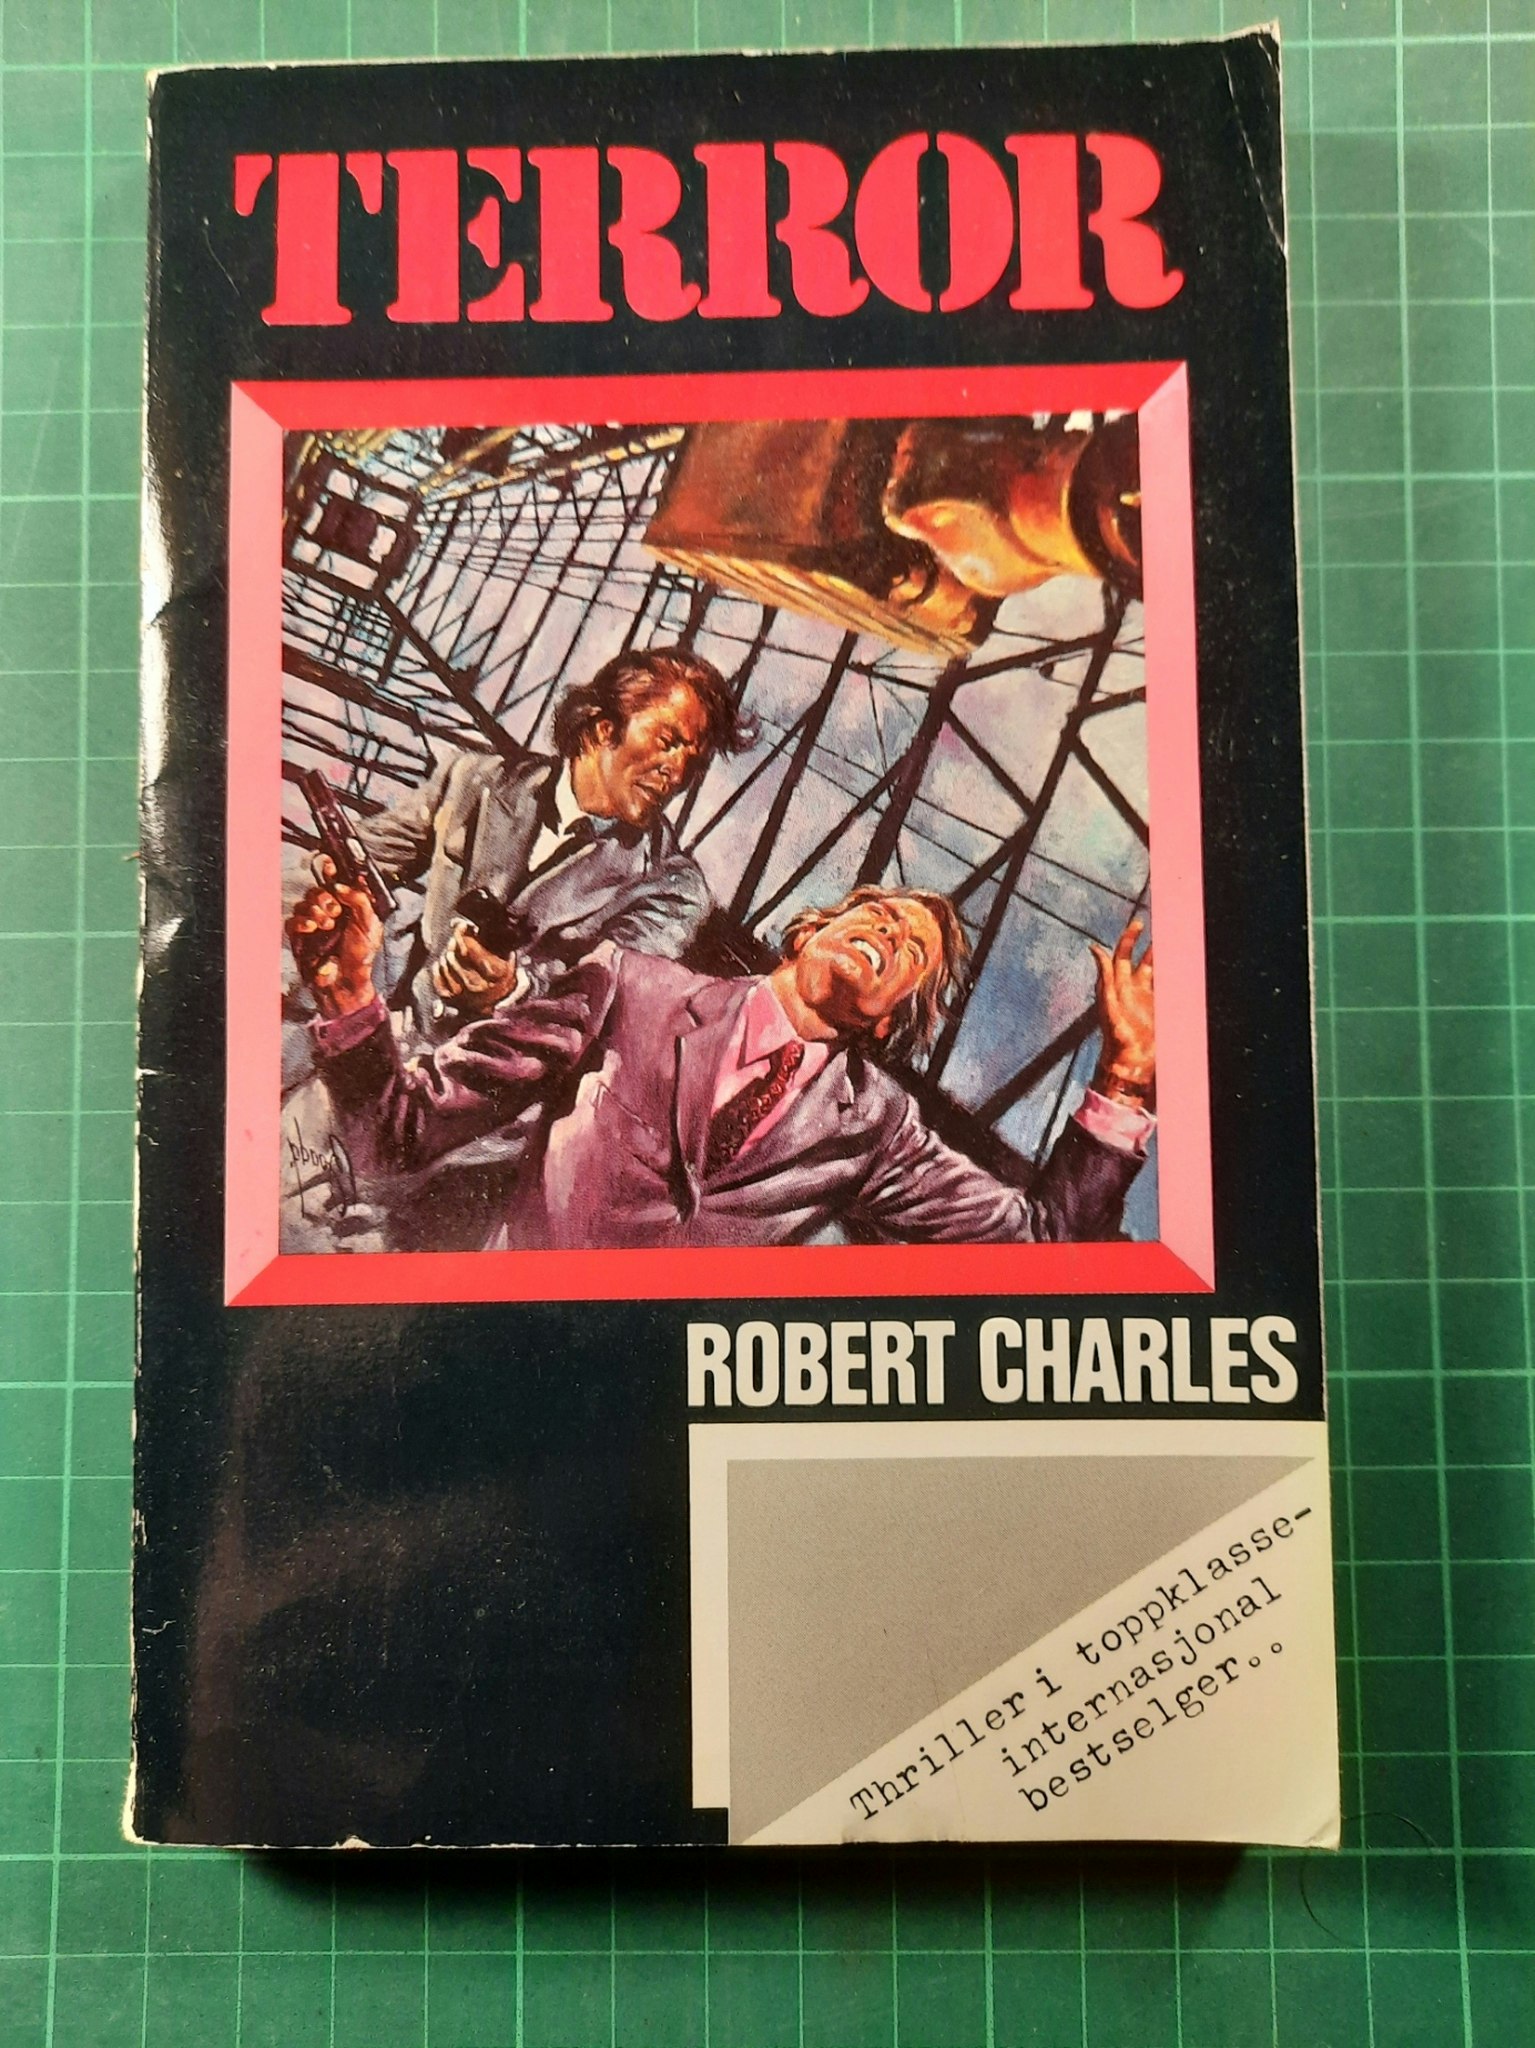 TERROR
ROBERT CHARLES
Thriller i toppklasse-
internasjonal
bestselger..